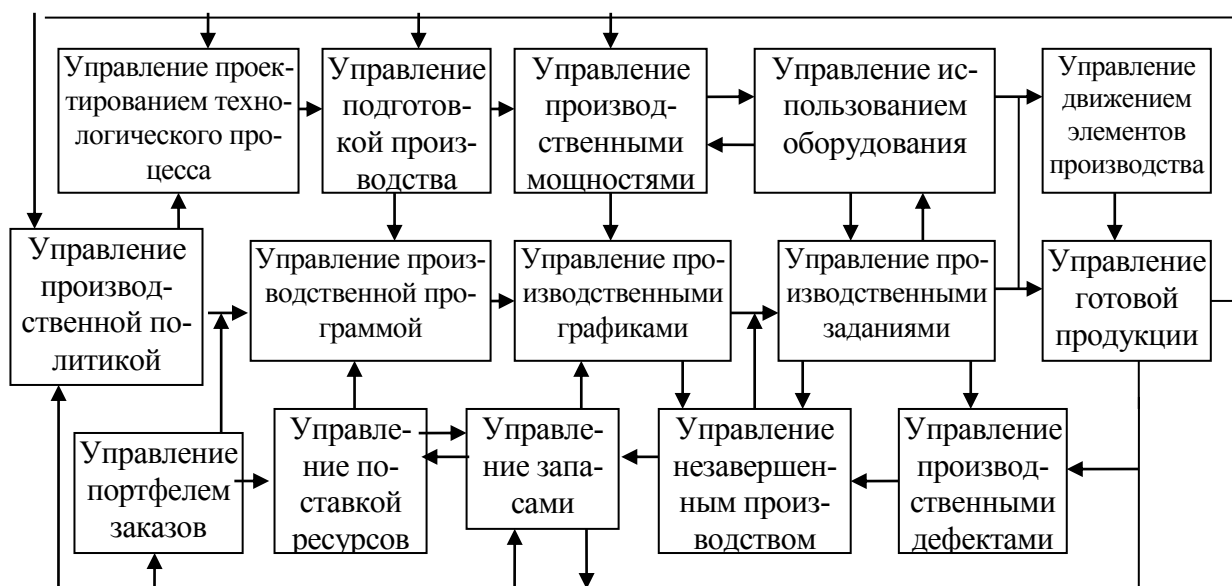 Управление проек-
тированием техно-
логического про-
цесса
Управление
подготов-
кой произ-
водства
Управление
производ-
ственными
мощностями
Управление ис-
пользованием
оборудования
Управление
движением
элементов
производства
Управление
производ-
ственной по-
литикой
Управление произ-
водственной про-
граммой
Управление про-
изводственными
графиками
Управление про-
изводственными
заданиями
Управление
готовой
продукции
Управление
портфелем
заказов
Управле-
ние по-
ставкой
ресурсов
Управле-
ние запа-
сами
Управление
незавершен-
ным произ-
водством
Управление
производ-
ственными
дефектами